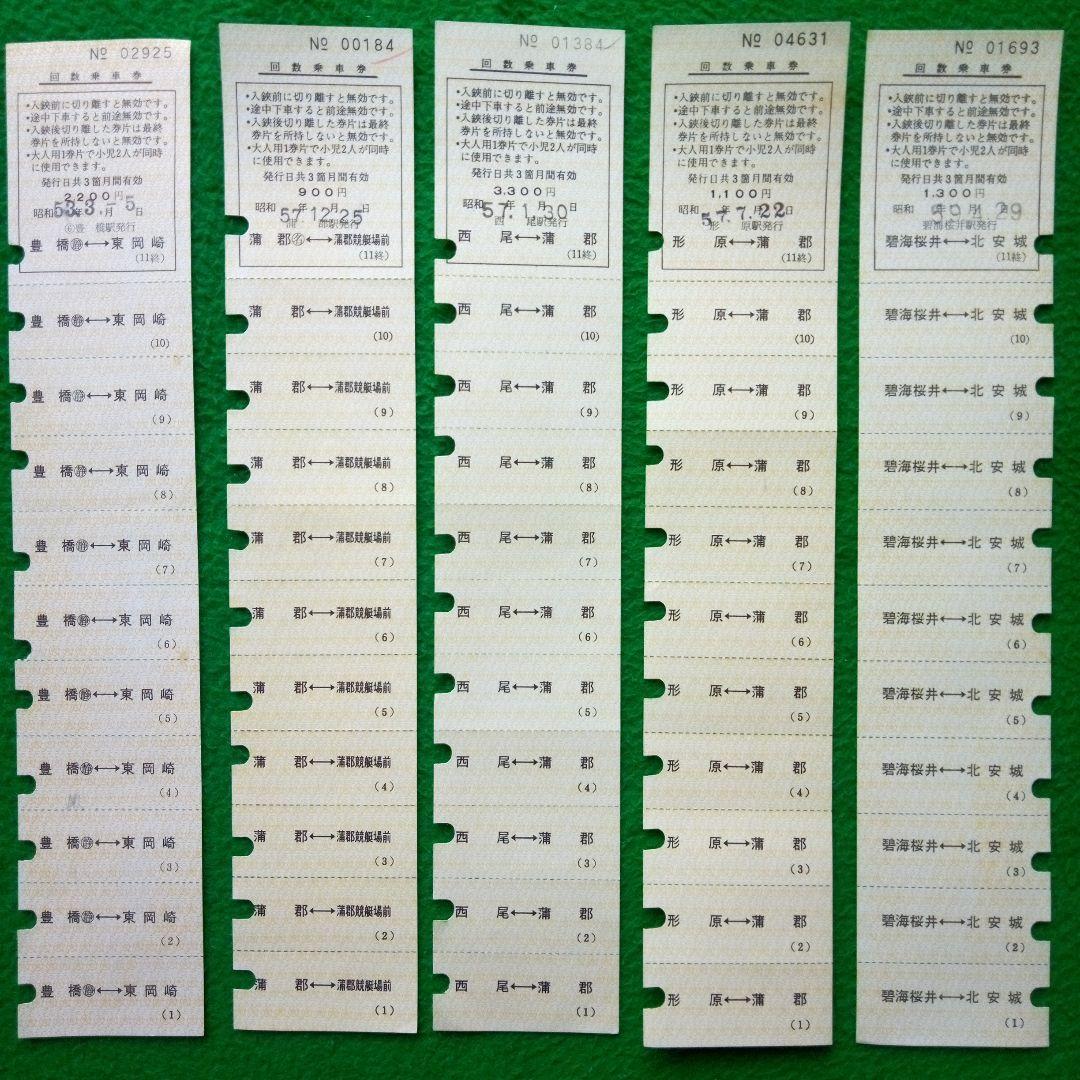 № 02925
回数乗車券
•入鋏前に切り離すと無効です。
•途中下車すると前途無効です。
•入鋏後切り離した券片は最終
券片を所持しないと無効です。
•大人用1券片で小児2人が同時
に使用できます。
発行日共3箇月間有効
2,200円
昭和53年3月-5日
豊橋駅発行
豊橋↔東岡崎
(11終)
豊橋↔東岡崎
(10)
豊橋↔東岡崎
(9)
豊橋↔東岡崎
(8)
豊橋↔東岡崎
(7)
豊橋↔東岡崎
(6)
豊橋↔東岡崎
(5)
豊橋↔東岡崎
(4)
豊橋↔東岡崎
(3)
豊橋↔東岡崎
(2)
豊橋↔東岡崎
(1)
№ 00184
回数乗車券
•入鋏前に切り離すと無効です。
•途中下車すると前途無効です。
•入鋏後切り離した券片は最終
券片を所持しないと無効です。
•大人用1券片で小児2人が同時
に使用できます。
発行日共3箇月間有効
900円
昭和 年 月 日
57.12.25
蒲郡駅発行
蒲郡㋱↔蒲郡競艇場前
(11終)
蒲郡↔蒲郡競艇場前
(10)
蒲郡↔蒲郡競艇場前
(9)
蒲郡↔蒲郡競艇場前
(8)
蒲郡↔蒲郡競艇場前
(7)
蒲郡↔蒲郡競艇場前
(6)
蒲郡↔蒲郡競艇場前
(5)
蒲郡↔蒲郡競艇場前
(4)
蒲郡↔蒲郡競艇場前
(3)
蒲郡↔蒲郡競艇場前
(2)
蒲郡↔蒲郡競艇場前
(1)
№ 01384
回数乗車券
•入鋏前に切り離すと無効です。
•途中下車すると前途無効です。
•入鋏後切り離した券片は最終
券片を所持しないと無効です。
•大人用1券片で小児2人が同時
に使用できます。
発行日共3箇月間有効
3,300円
昭和 年 月 日
57.1.30
西尾駅発行
西尾↔蒲郡
(11終)
西尾↔蒲郡
(10)
西尾↔蒲郡
(9)
西尾↔蒲郡
(8)
西尾↔蒲郡
(7)
西尾↔蒲郡
(6)
西尾↔蒲郡
(5)
西尾↔蒲郡
(4)
西尾↔蒲郡
(3)
西尾↔蒲郡
(2)
西尾↔蒲郡
(1)
№ 04631
回数乗車券
•入鋏前に切り離すと無効です。
•途中下車すると前途無効です。
•入鋏後切り離した券片は最終
券片を所持しないと無効です。
•大人用1券片で小児2人が同時
に使用できます。
発行日共3箇月間有効
1,100円
昭和 年 月 日
57.7.22
形原駅発行
形原↔蒲郡
(11終)
形原↔蒲郡
(10)
形原↔蒲郡
(9)
形原↔蒲郡
(8)
形原↔蒲郡
(7)
形原↔蒲郡
(6)
形原↔蒲郡
(5)
形原↔蒲郡
(4)
形原↔蒲郡
(3)
形原↔蒲郡
(2)
形原↔蒲郡
(1)
№ 01693
回数乗車券
•入鋏前に切り離すと無効です。
•途中下車すると前途無効です。
•入鋏後切り離した券片は最終
券片を所持しないと無効です。
•大人用1券片で小児2人が同時
に使用できます。
発行日共3箇月間有効
1,300円
昭和 年 月 日
碧海桜井駅発行
碧海桜井↔北安城
(11終)
碧海桜井↔北安城
(10)
碧海桜井↔北安城
(9)
碧海桜井↔北安城
(8)
碧海桜井↔北安城
(7)
碧海桜井↔北安城
(6)
碧海桜井↔北安城
(5)
碧海桜井↔北安城
(4)
碧海桜井↔北安城
(3)
碧海桜井↔北安城
(2)
碧海桜井↔北安城
(1)